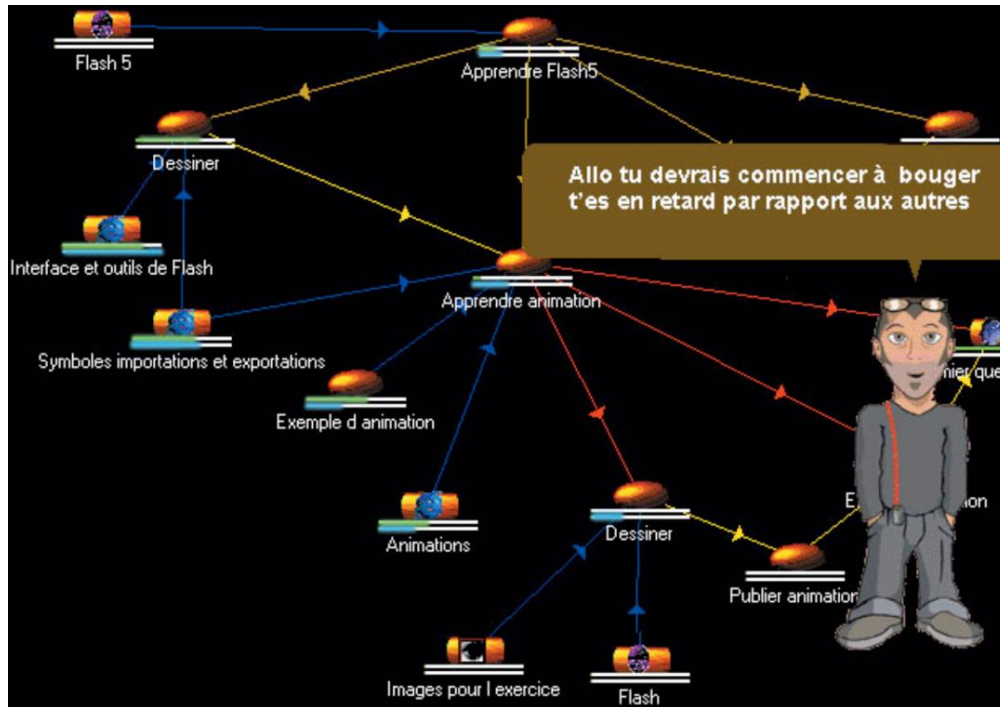 Flash 5
Apprendre Flash5
Dessiner
Allo tu devrais commencer à bouger
t'es en retard par rapport aux autres
Interface et outils de Flash
Apprendre animation
Symboles importations et exportations
Exemple d animation
Animations
Dessiner
Publier animation
Images pour l exercice
Flash